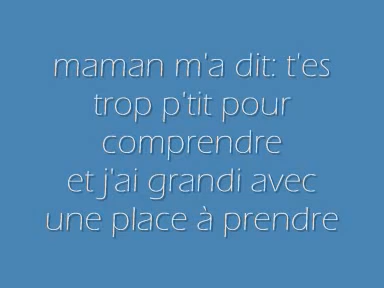 maman m'a dit: t'es
trop p'tit pour
comprendre
et j'ai grandi avec
une place à prendre